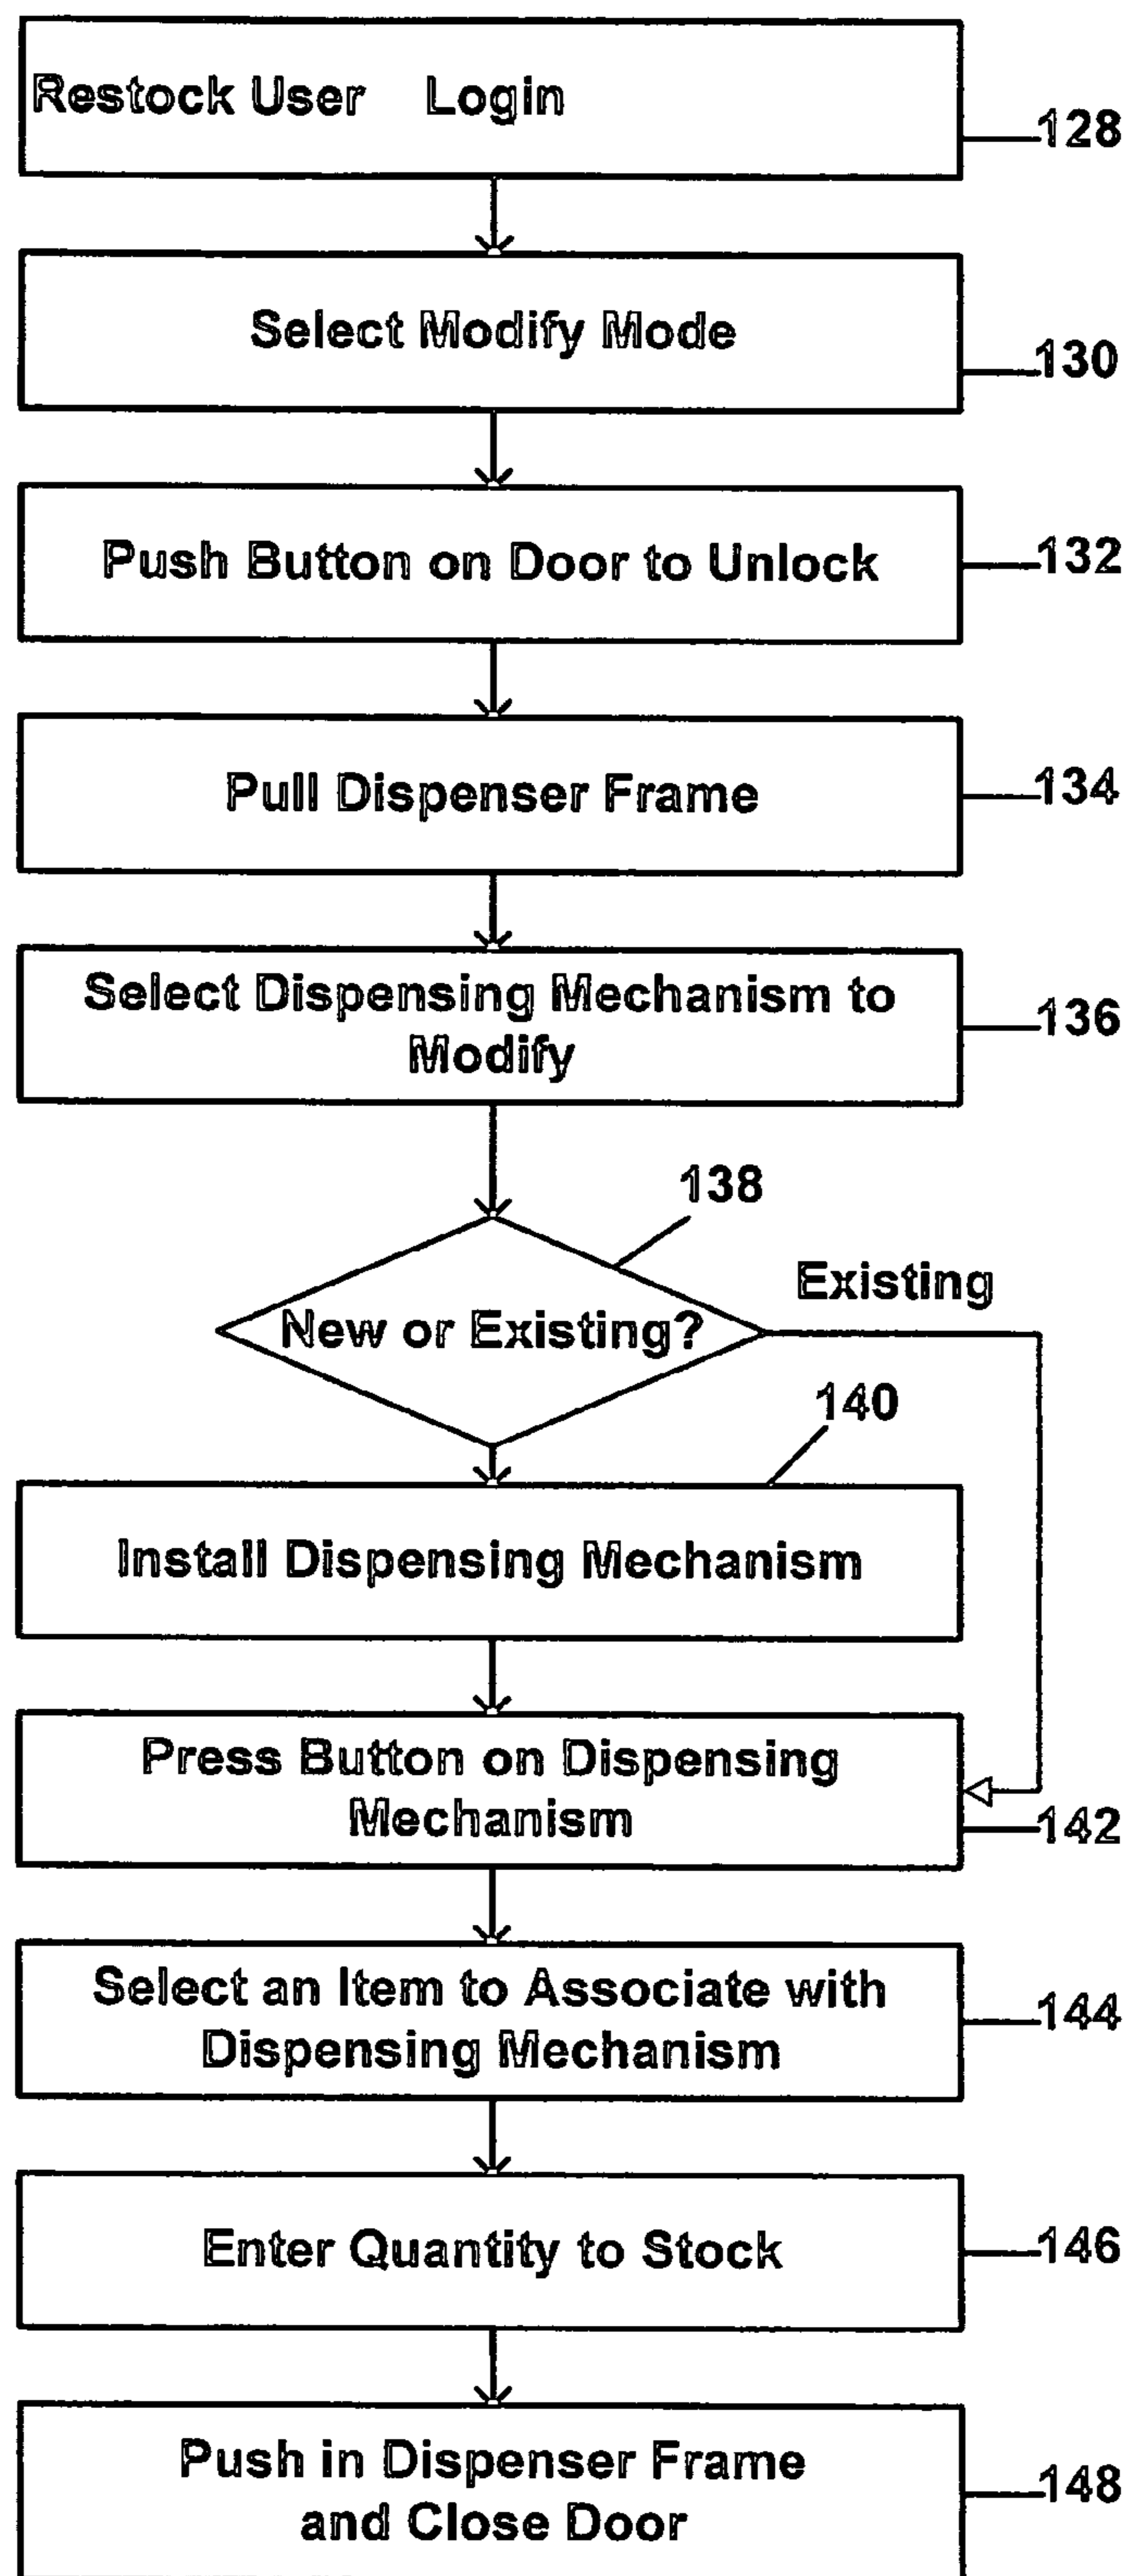 Restock User Login
128
Select Modify Mode
130
Push Button on Door to Unlock
132
Pull Dispenser Frame
134
Select Dispensing Mechanism to
Modify
136
138
Existing
New or Existing?
140
Install Dispensing Mechanism
Press Button on Dispensing
Mechanism
142
Select an Item to Associate with
Dispensing Mechanism
144
Enter Quantity to Stock
146
Push in Dispenser Frame
and Close Door
148